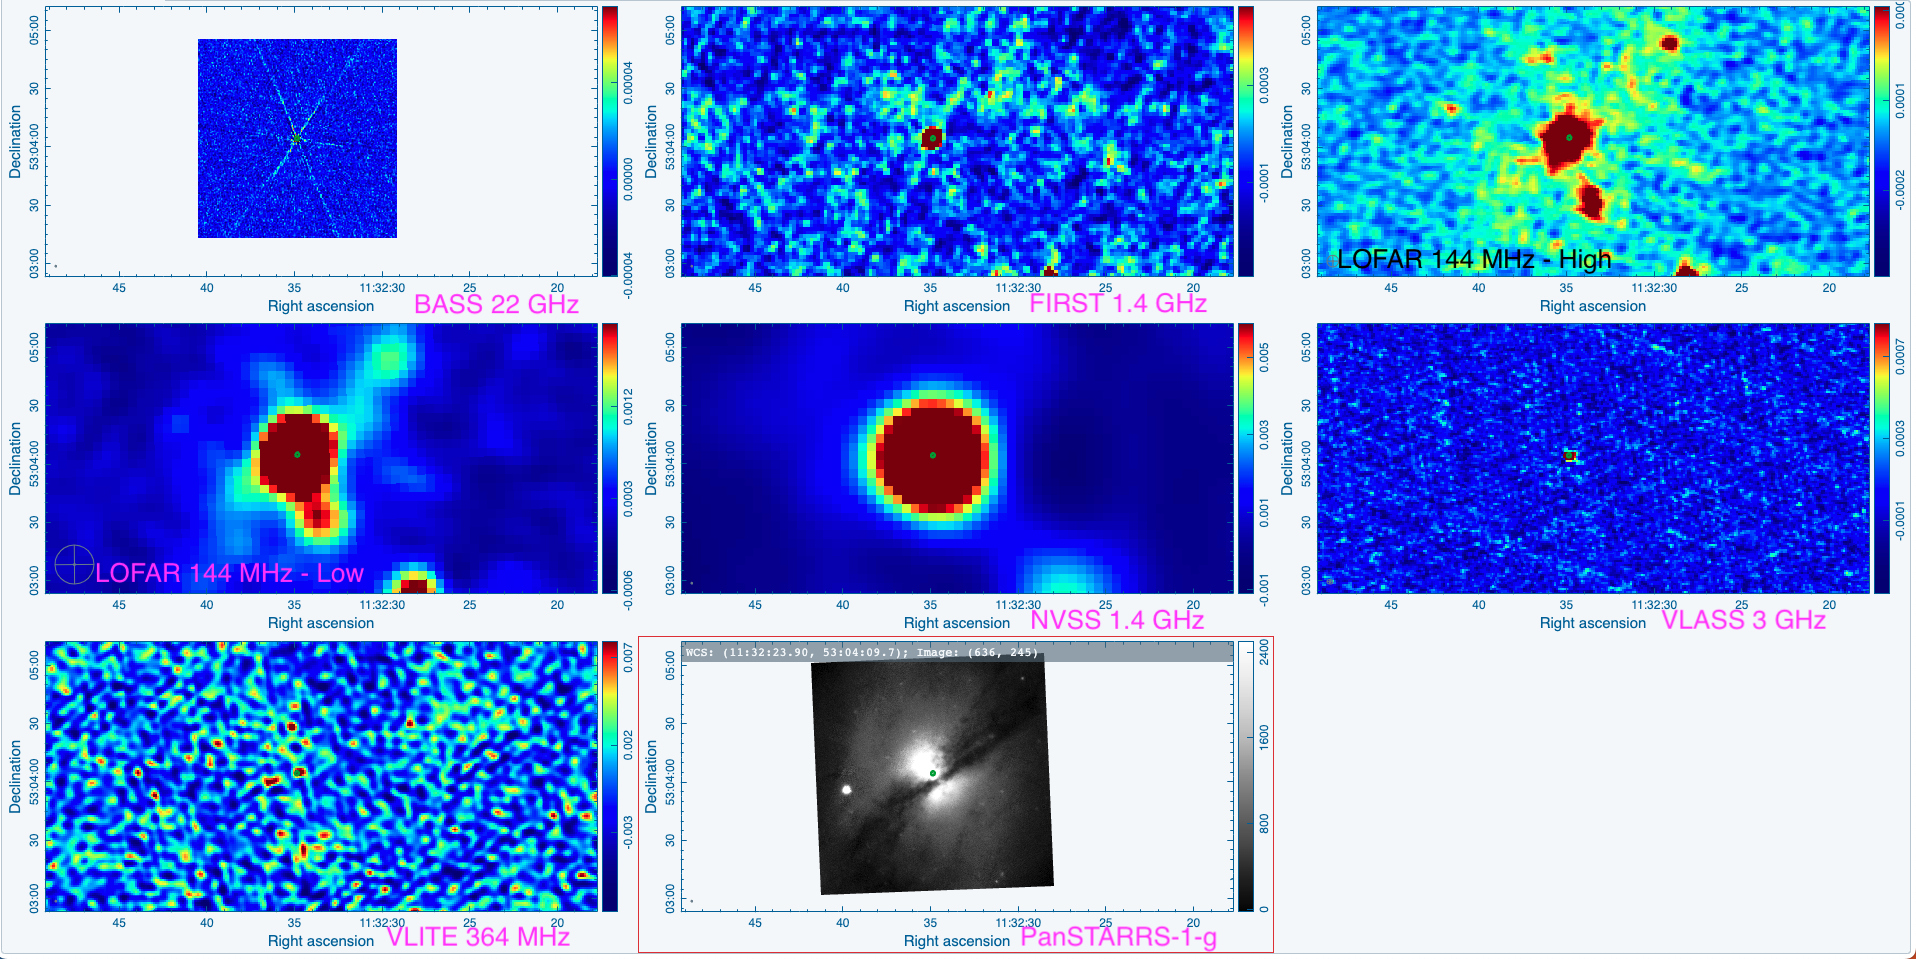 05:00
30
53:04:00
30
03:00
Declination
45 40 35 11:32:30 25 20
Right ascension
BASS 22 GHz
0.00004
0.00000
-0.00004
05:00
30
53:04:00
30
03:00
Declination
45 40 35 11:32:30 25 20
Right ascension
FIRST 1.4 GHz
0.0003
-0.0001
05:00
30
53:04:00
30
03:00
Declination
LOFAR 144 MHz - High
45 40 35 11:32:30 25 20
Right ascension
0.0001
-0.0002
05:00
30
53:04:00
30
03:00
Declination
LOFAR 144 MHz - Low
45 40 35 11:32:30 25 20
Right ascension
0.0012
0.0003
-0.0006
05:00
30
53:04:00
30
03:00
Declination
45 40 35 11:32:30 25 20
Right ascension
NVSS 1.4 GHz
0.005
0.003
0.001
-0.001
05:00
30
53:04:00
30
03:00
Declination
45 40 35 11:32:30 25 20
Right ascension
VLASS 3 GHz
0.0007
0.0003
-0.0001
05:00
30
53:04:00
30
03:00
Declination
45 40 35 11:32:30 25 20
Right ascension
VLITE 364 MHz
0.007
0.002
-0.003
WCS: (11:32:23.90, 53:04:09.7); Image: (636, 245)
05:00
30
53:04:00
30
03:00
Declination
45 40 35 11:32:30 25 20
Right ascension
PanSTARRS-1-g
2400
1600
800
0